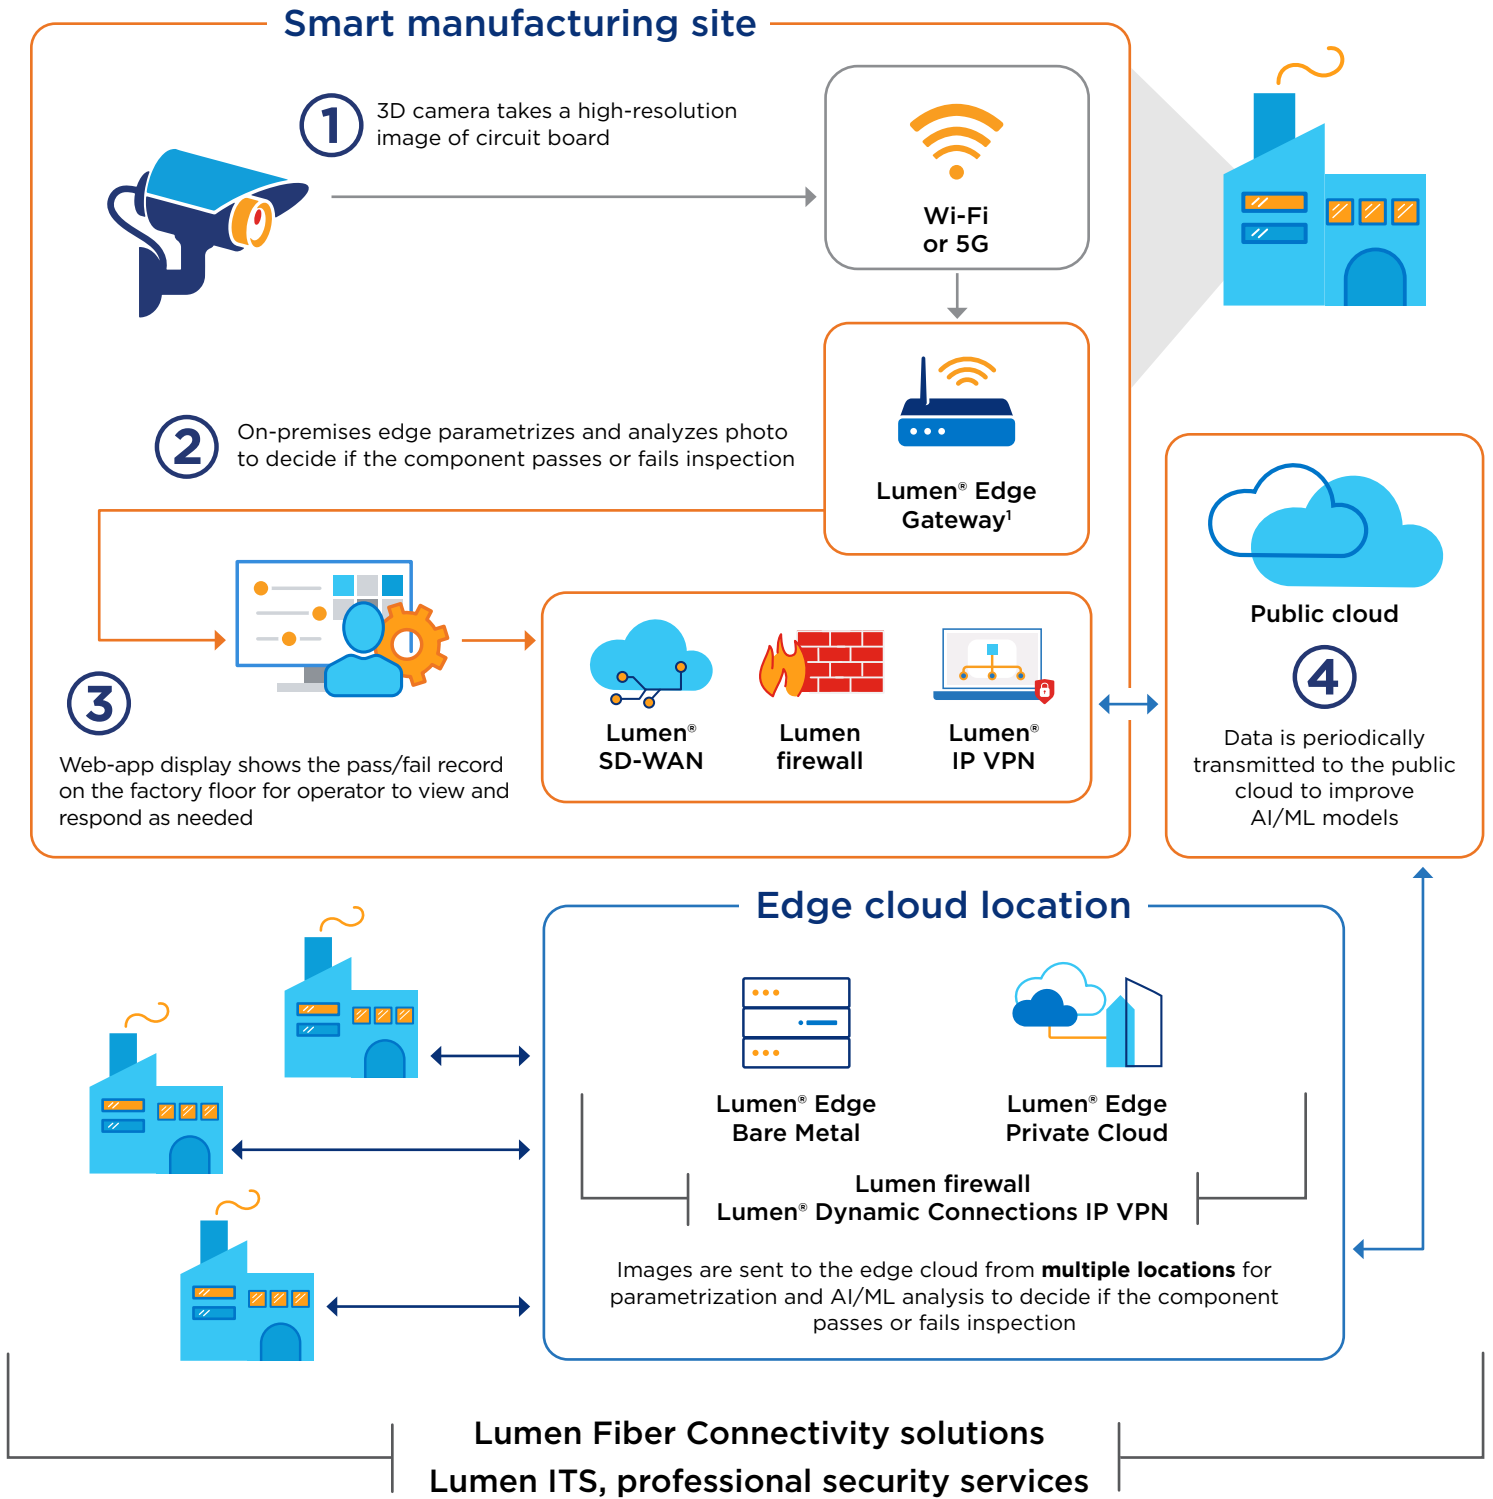 Smart manufacturing site
1
3D camera takes a high-resolution
image of circuit board
Wi-Fi
or 5G
2
On-premises edge parametrizes and analyzes photo
to decide if the component passes or fails inspection
Lumen® Edge
Gateway¹
3
Web-app display shows the pass/fail record
on the factory floor for operator to view and
respond as needed
Lumen®
SD-WAN
Lumen
firewall
Lumen®
IP VPN
Public cloud
4
Data is periodically
transmitted to the public
cloud to improve
AI/ML models
Edge cloud location
Lumen® Edge
Bare Metal
Lumen® Edge
Private Cloud
Lumen firewall
Lumen® Dynamic Connections IP VPN
Images are sent to the edge cloud from multiple locations for
parametrization and AI/ML analysis to decide if the component
passes or fails inspection
Lumen Fiber Connectivity solutions
Lumen ITS, professional security services